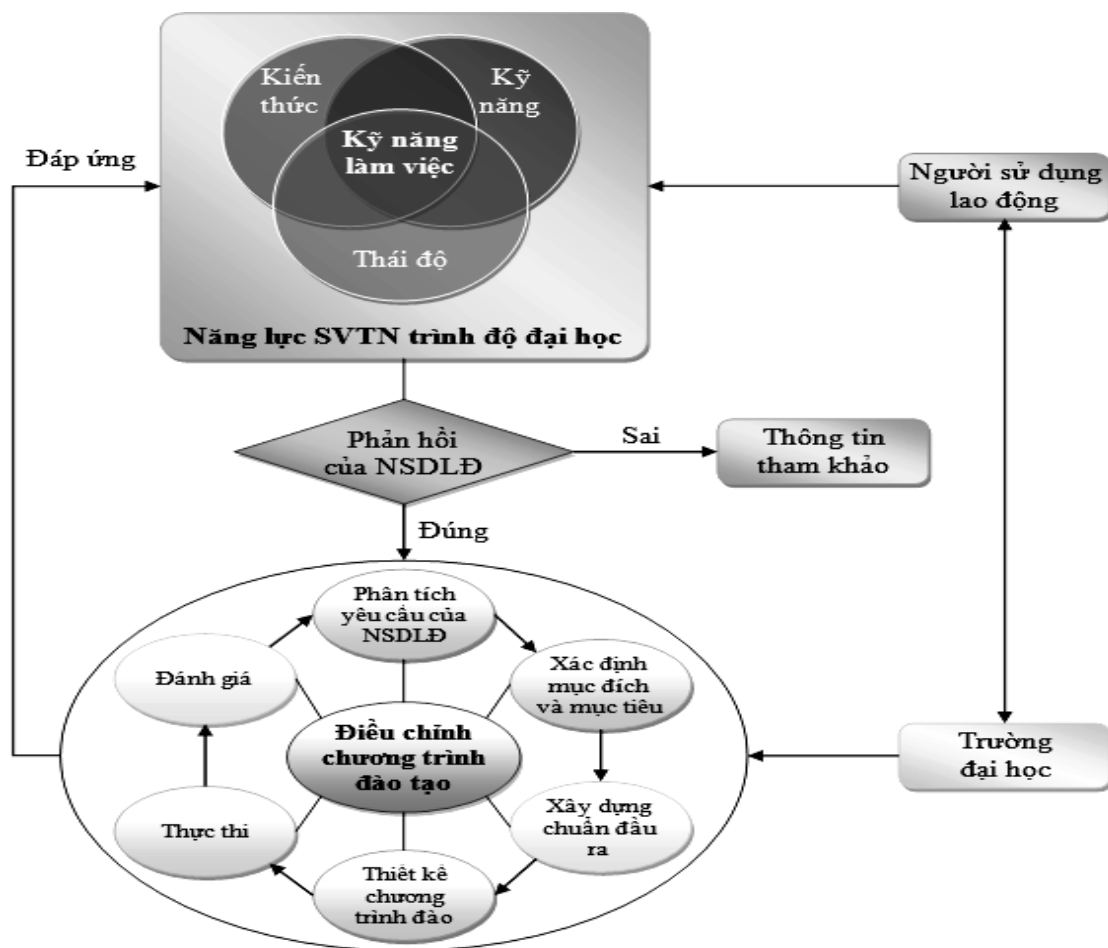 Kiến
thức
Kỹ
năng
Kỹ năng
làm việc
Thái độ
Năng lực SVTN trình độ đại học
Đáp ứng
Người sử dụng
lao động
Phản hồi
của NSDLĐ
Sai
Thông tin
tham khảo
Đúng
Phân tích
yêu cầu của
NSDLĐ
Đánh giá
Xác định
mục đích
và mục tiêu
Điều chỉnh
chương trình
đào tạo
Trường
đại học
Thực thi
Xây dựng
chuẩn đầu
ra
Thiết kế
chương
trình đào